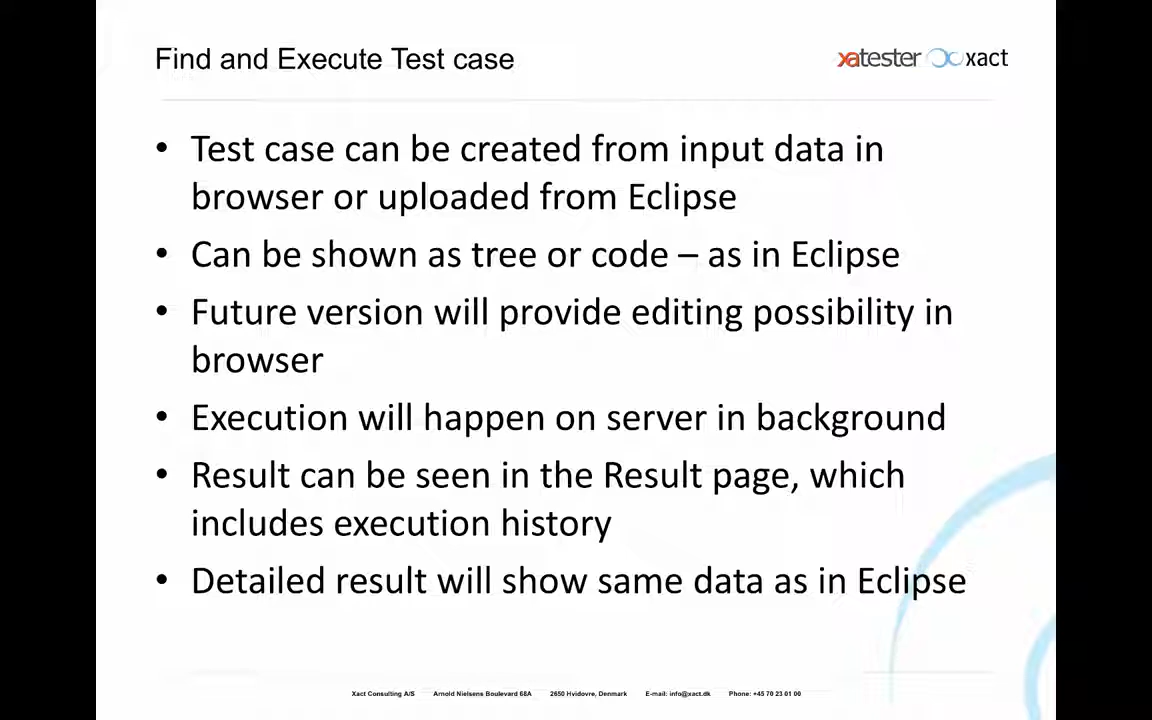 Find and Execute Test case
xatester xact
• Test case can be created from input data in
browser or uploaded from Eclipse
• Can be shown as tree or code – as in Eclipse
• Future version will provide editing possibility in
browser
• Execution will happen on server in background
• Result can be seen in the Result page, which
includes execution history
• Detailed result will show same data as in Eclipse
Xact Consulting A/S Arnold Nielsens Boulevard 68A 2650 Hvidovre, Denmark E-mail: info@xact.dk Phone: +45 70 23 01 00